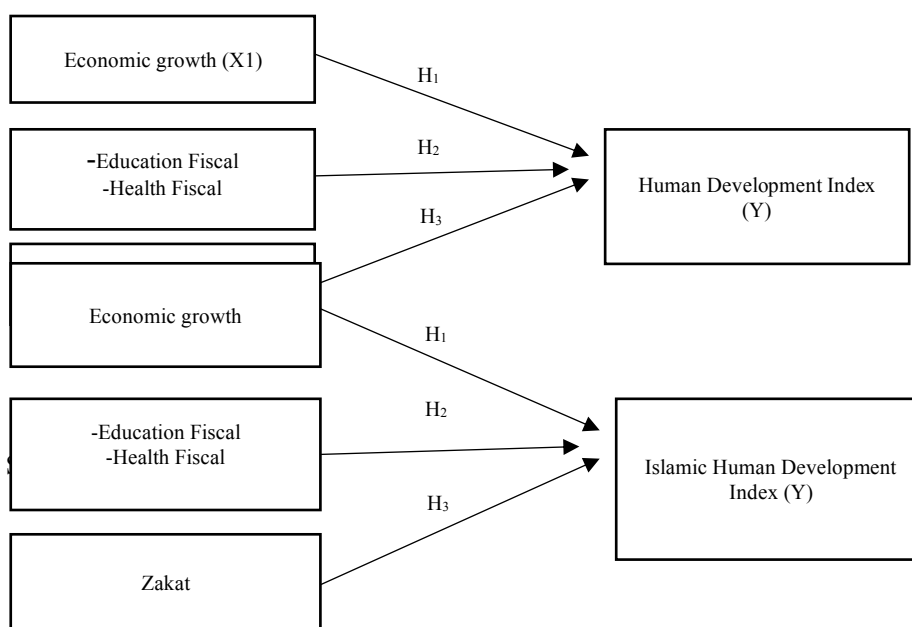 Economic growth (X1)
H1
-Education Fiscal
-Health Fiscal
H2
Human Development Index
(Y)
H3
Economic growth
H1
-Education Fiscal
-Health Fiscal
H2
Islamic Human Development
Index (Y)
H3
Zakat